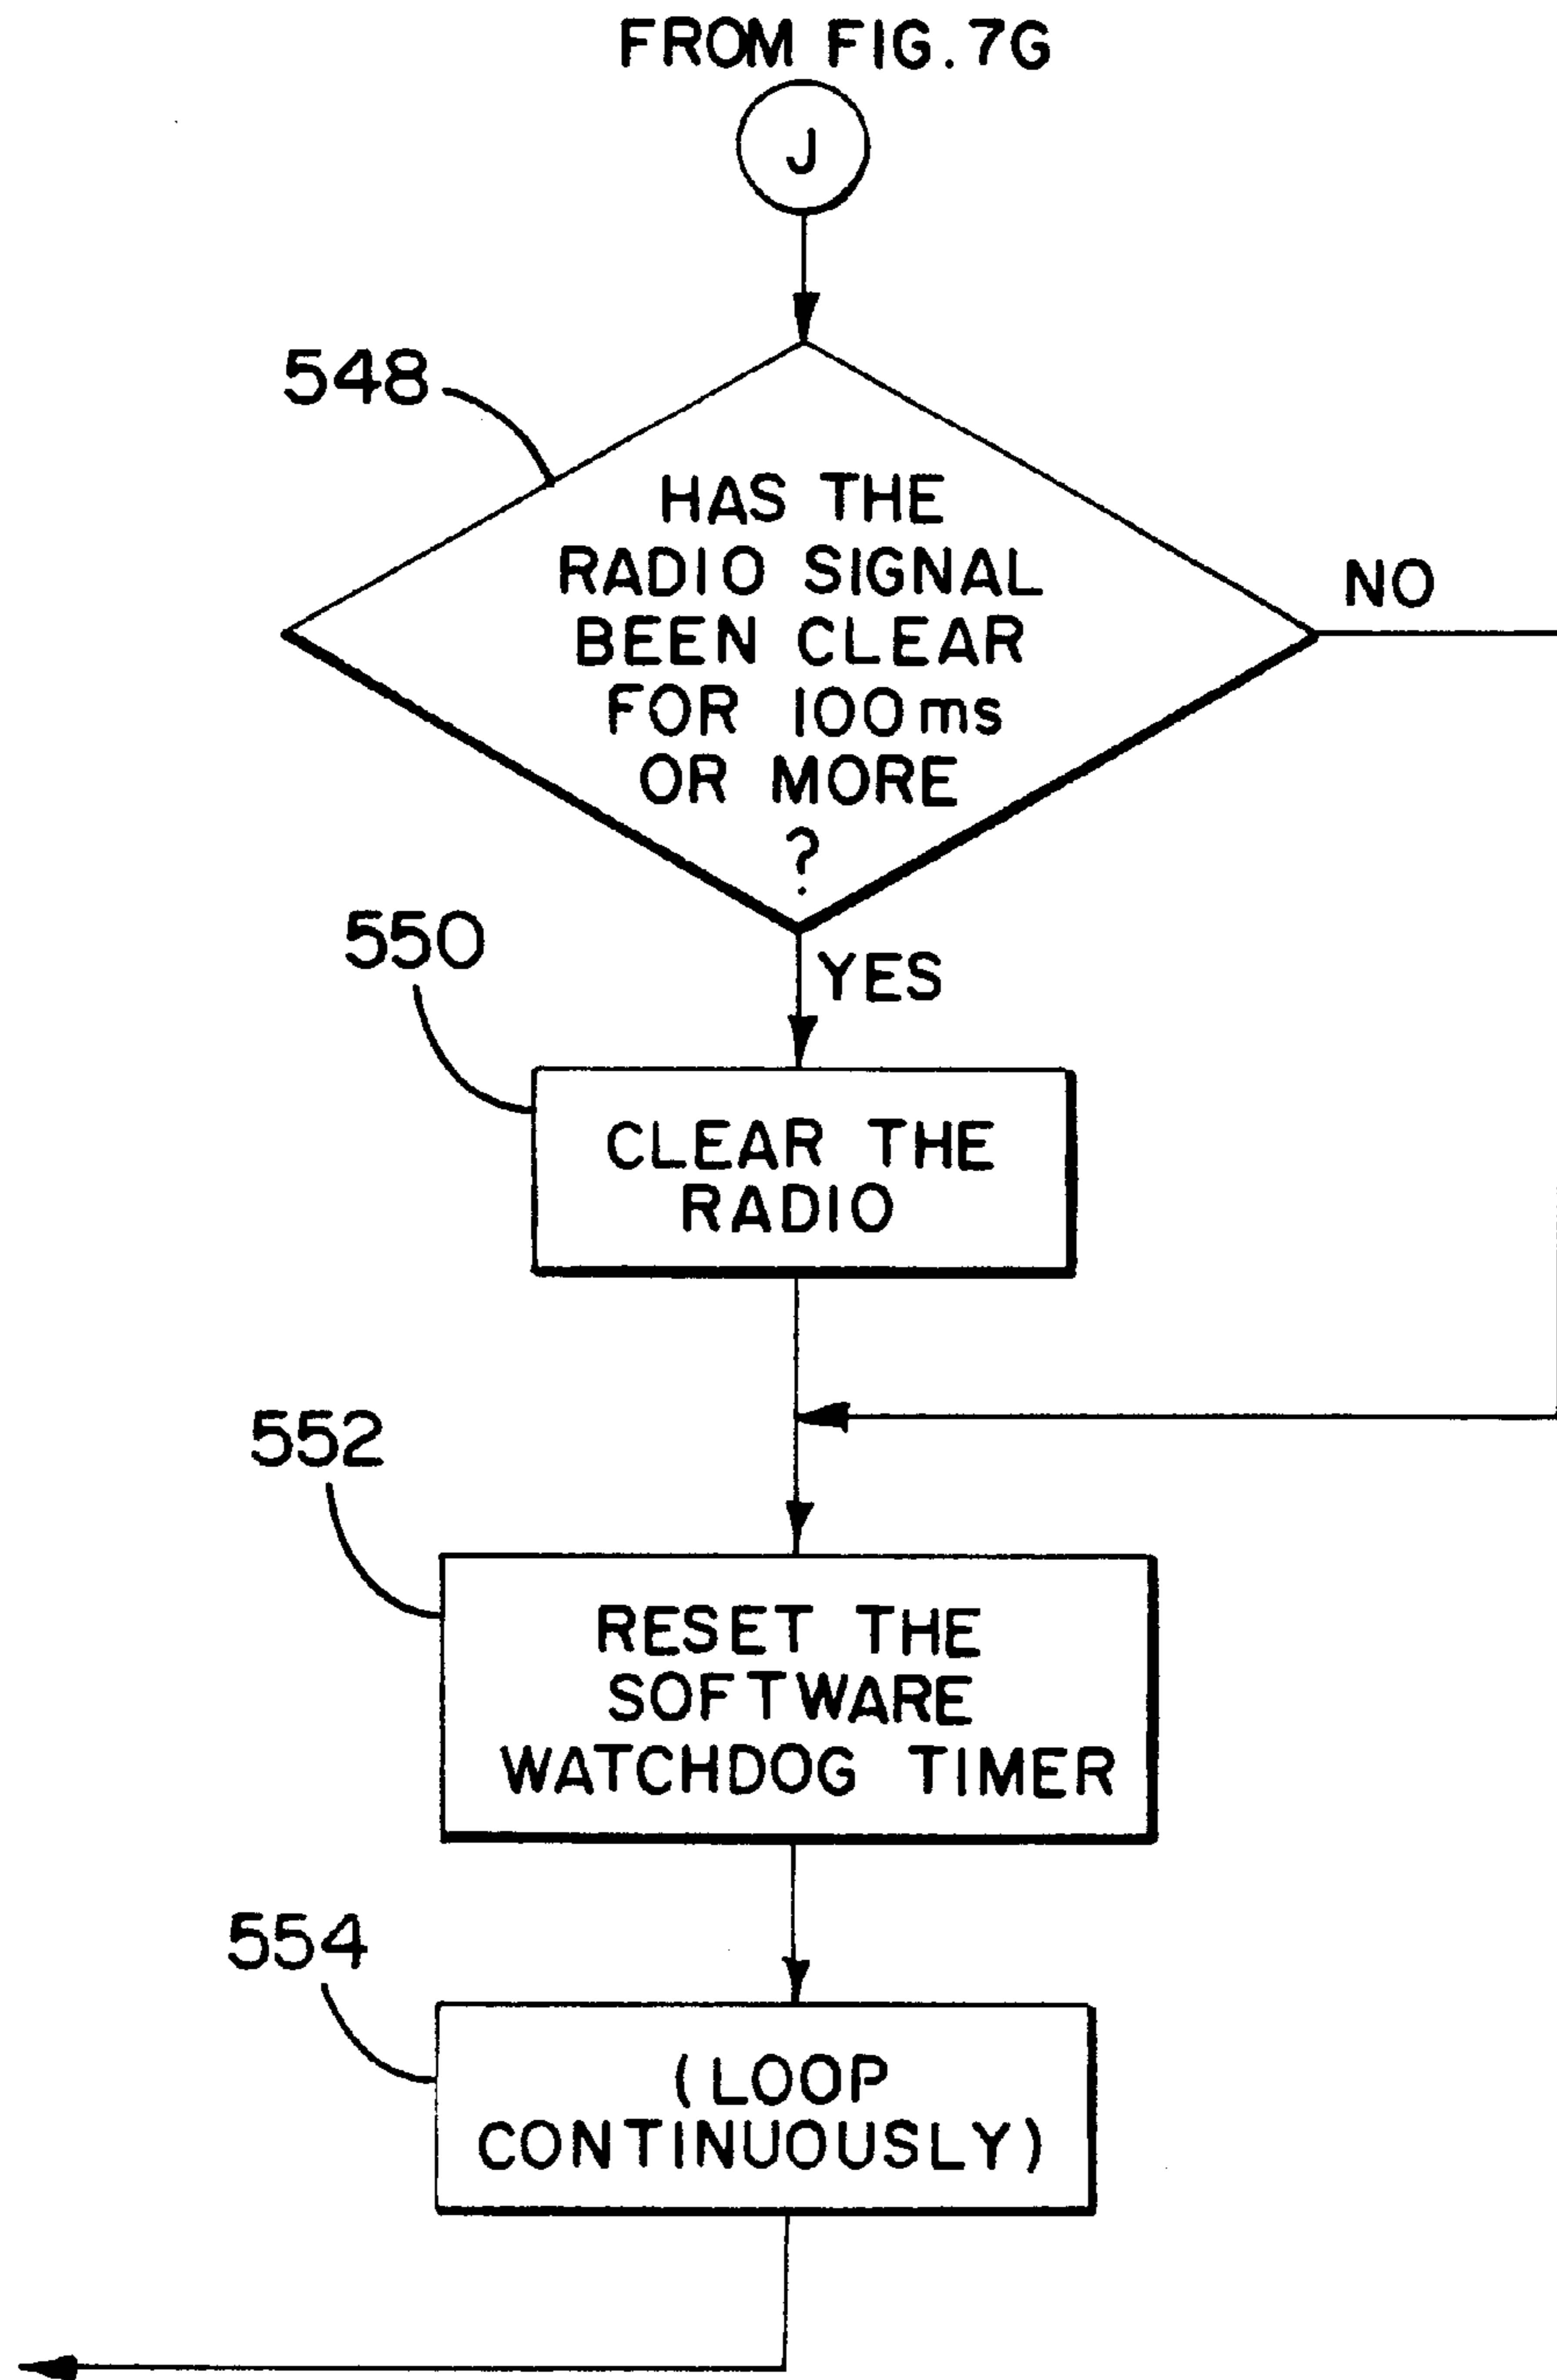 FROM FIG. 7G
J
548
HAS THE
RADIO SIGNAL
BEEN CLEAR
FOR 100ms
OR MORE
?
NO
YES
550
CLEAR THE
RADIO
552
RESET THE
SOFTWARE
WATCHDOG TIMER
554
(LOOP
CONTINUOUSLY)